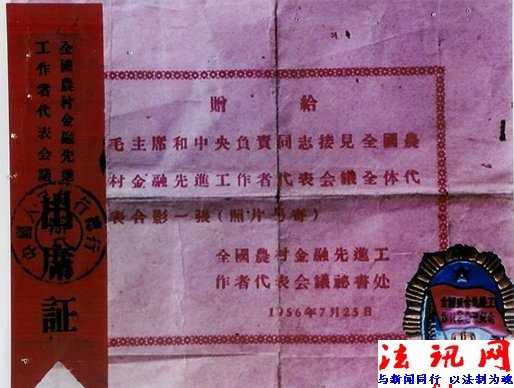 全國農村金融先進
工作者代表会議
出席証
贈給
毛主席和中央负責同志接見全國農
村金融先進工作者代表会議全体代
表合影一張(照片另寄)
全國農村金融先進工
作者代表会議祕書处
1956年7月25日
法讯网
与新闻同行 以法制为魂